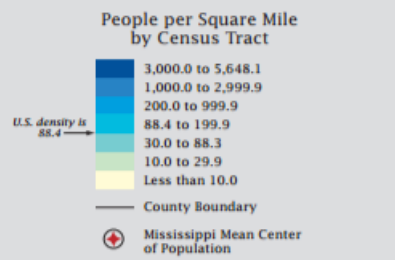 People per Square Mile
by Census Tract
3,000.0 to 5,648.1
1,000.0 to 2,999.9
200.0 to 999.9
U.S. density is
88.4
88.4 to 199.9
30.0 to 88.3
10.0 to 29.9
Less than 10.0
County Boundary
Mississippi Mean Center
of Population